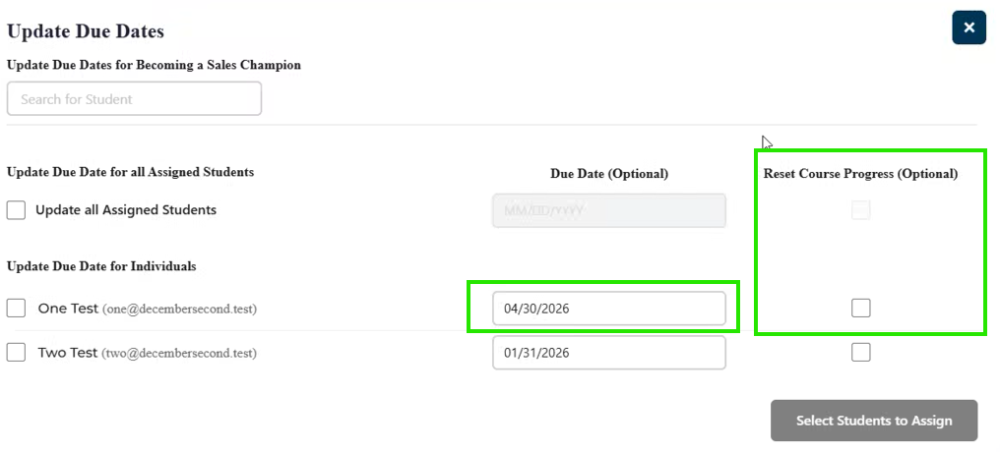 Update Due Dates
Update Due Dates for Becoming a Sales Champion
Search for Student
Update Due Date for all Assigned Students Due Date (Optional) Reset Course Progress (Optional)
Update all Assigned Students MM/DD/YYYY
Update Due Date for Individuals
One Test (one@decembersecond.test) 04/30/2026
Two Test (two@decembersecond.test) 01/31/2026
Select Students to Assign